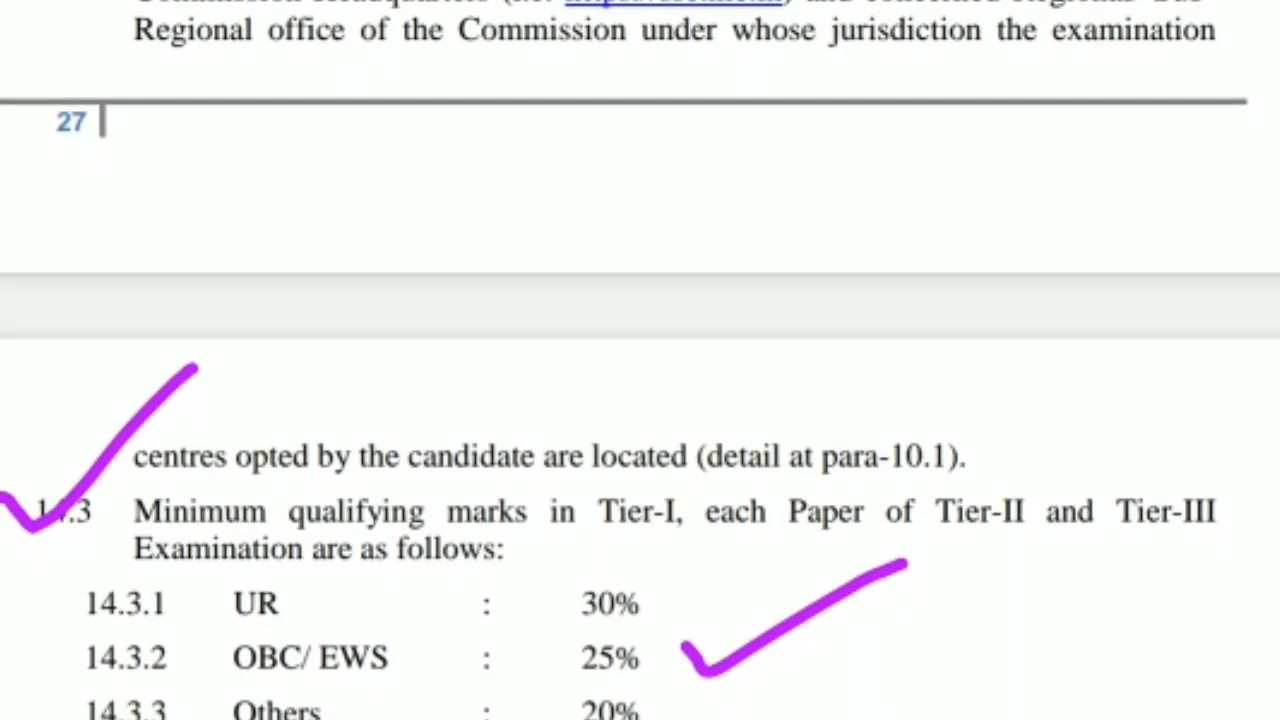 Regional office of the Commission under whose jurisdiction the examination
27
centres opted by the candidate are located (detail at para-10.1).
14.3 Minimum qualifying marks in Tier-I, each Paper of Tier-II and Tier-III
Examination are as follows:
14.3.1 UR : 30%
14.3.2 OBC/ EWS : 25%
14.3.3 Others : 20%